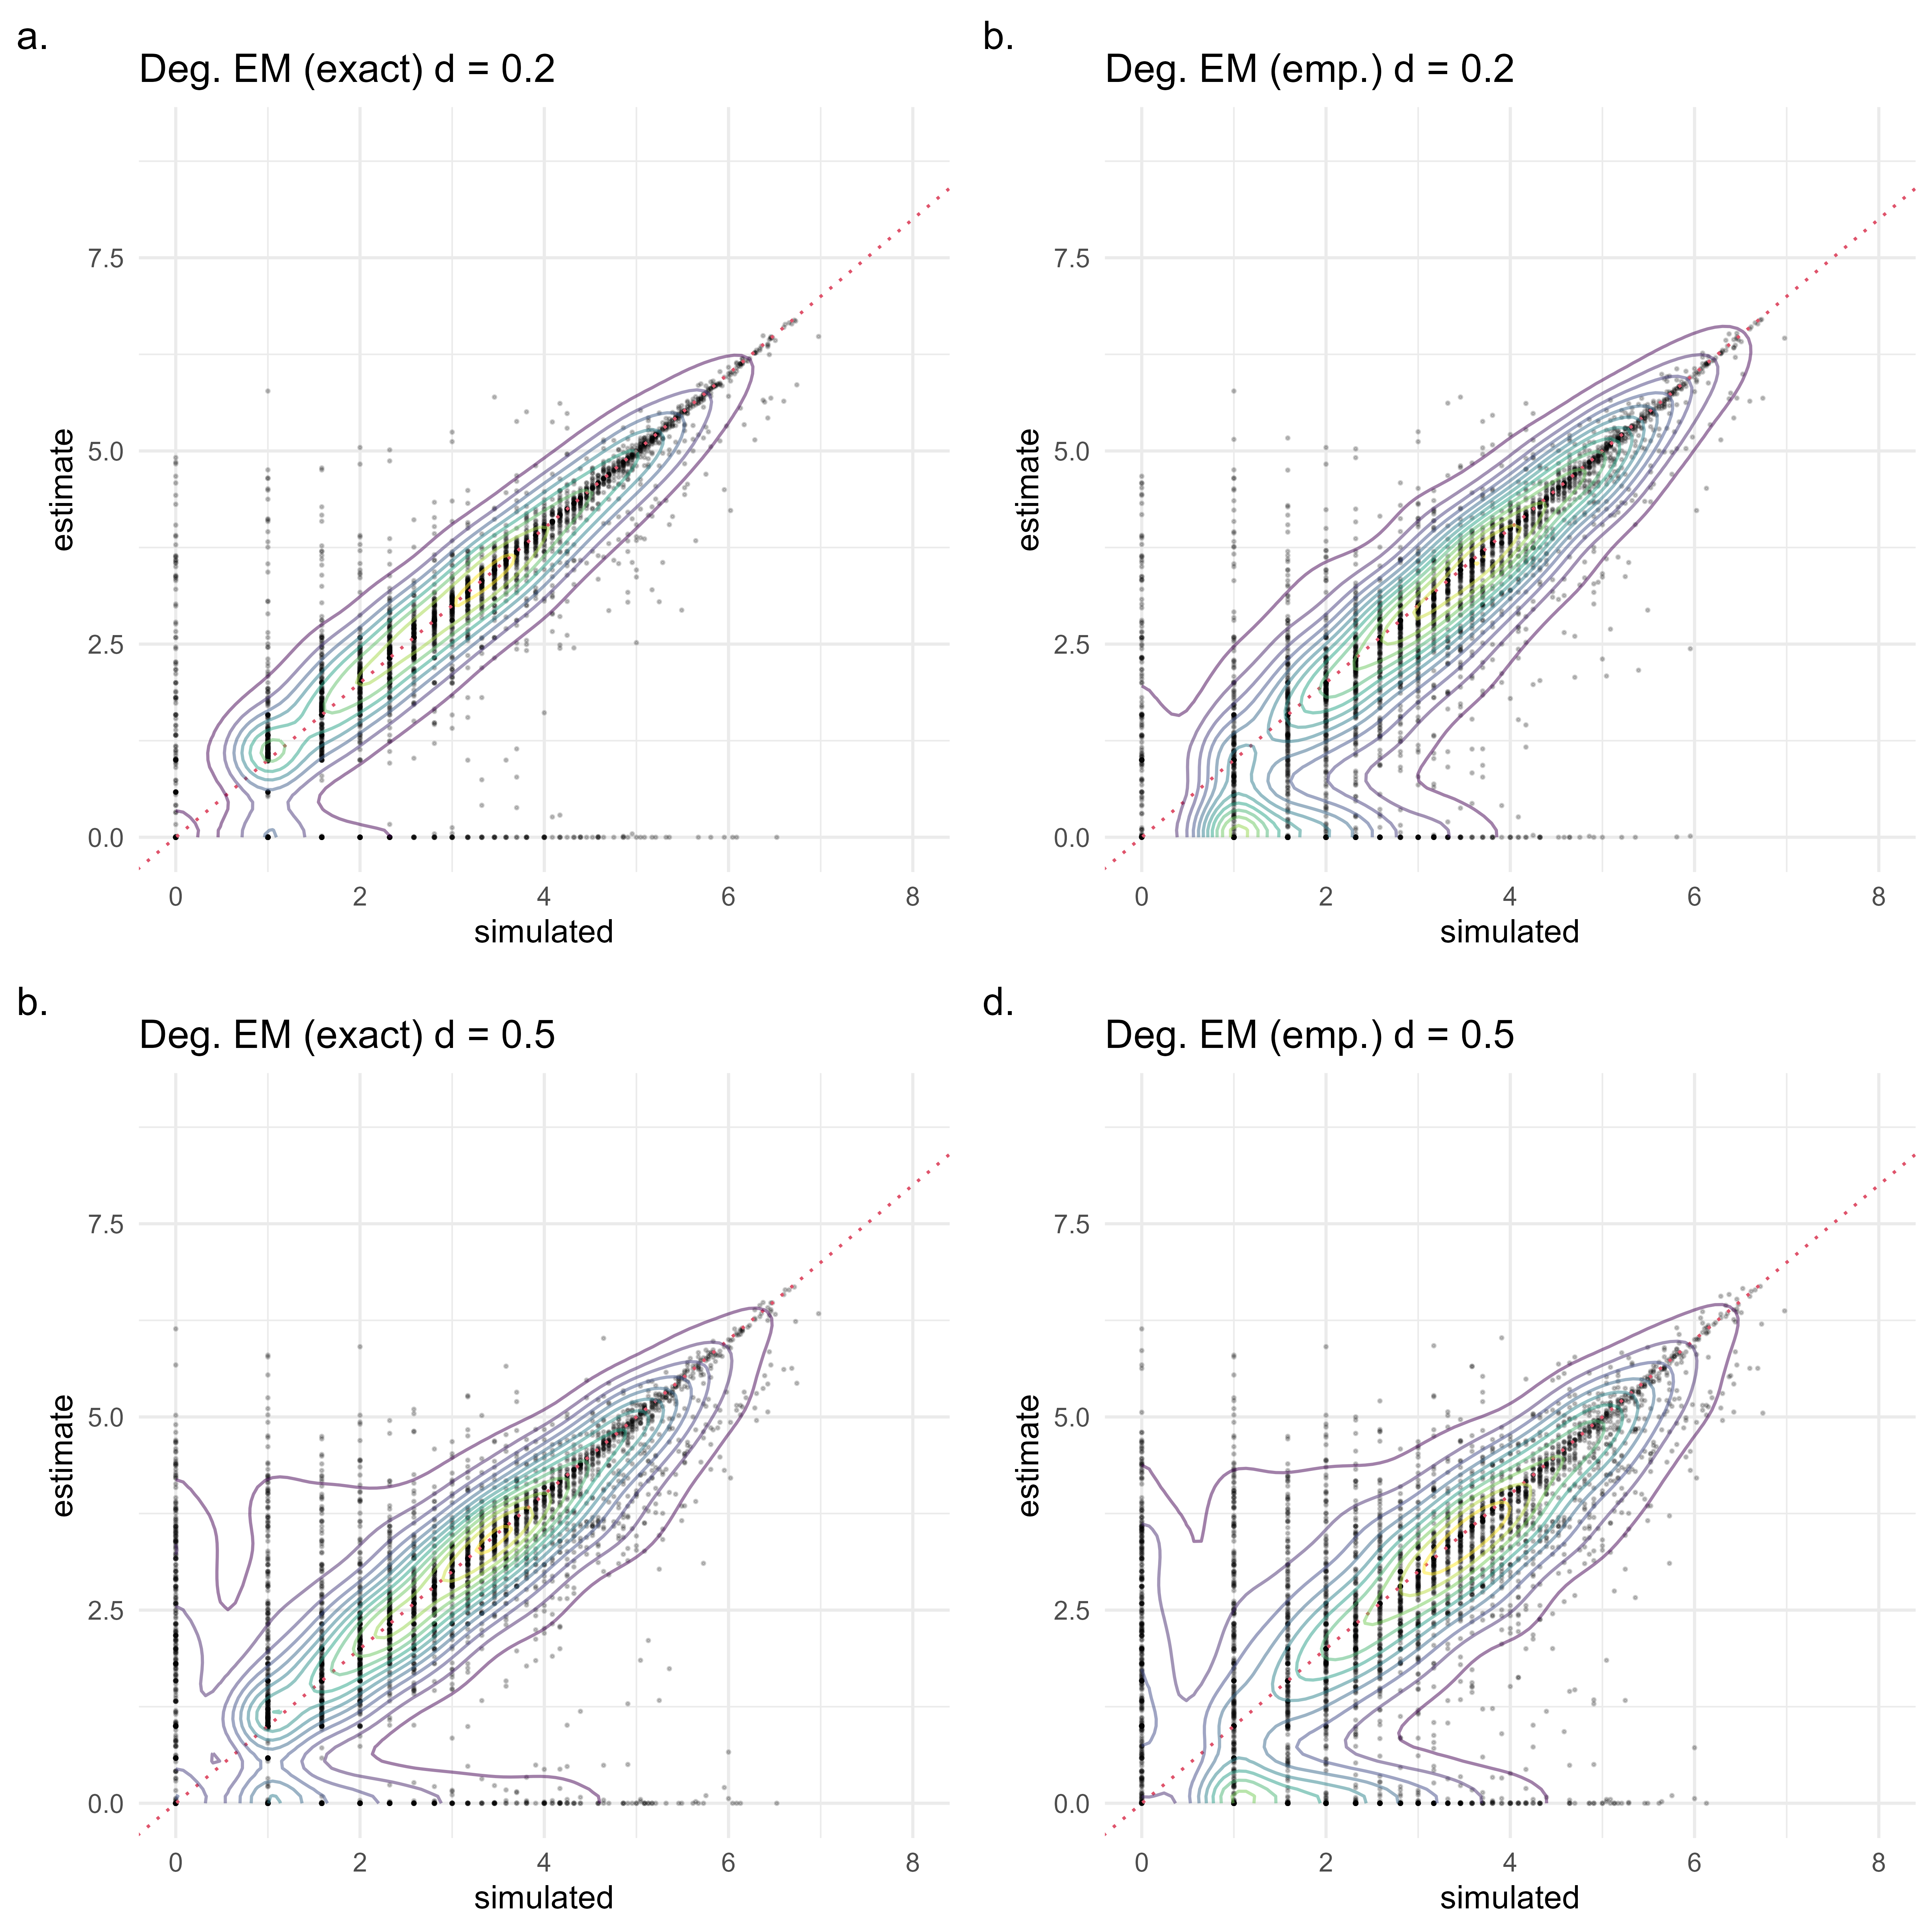 a.
Deg. EM (exact) d = 0.2
7.5
5.0
2.5
0.0
estimate
0 2 4 6 8
simulated
b.
Deg. EM (emp.) d = 0.2
7.5
5.0
2.5
0.0
estimate
0 2 4 6 8
simulated
b.
Deg. EM (exact) d = 0.5
7.5
5.0
2.5
0.0
estimate
0 2 4 6 8
simulated
d.
Deg. EM (emp.) d = 0.5
7.5
5.0
2.5
0.0
estimate
0 2 4 6 8
simulated